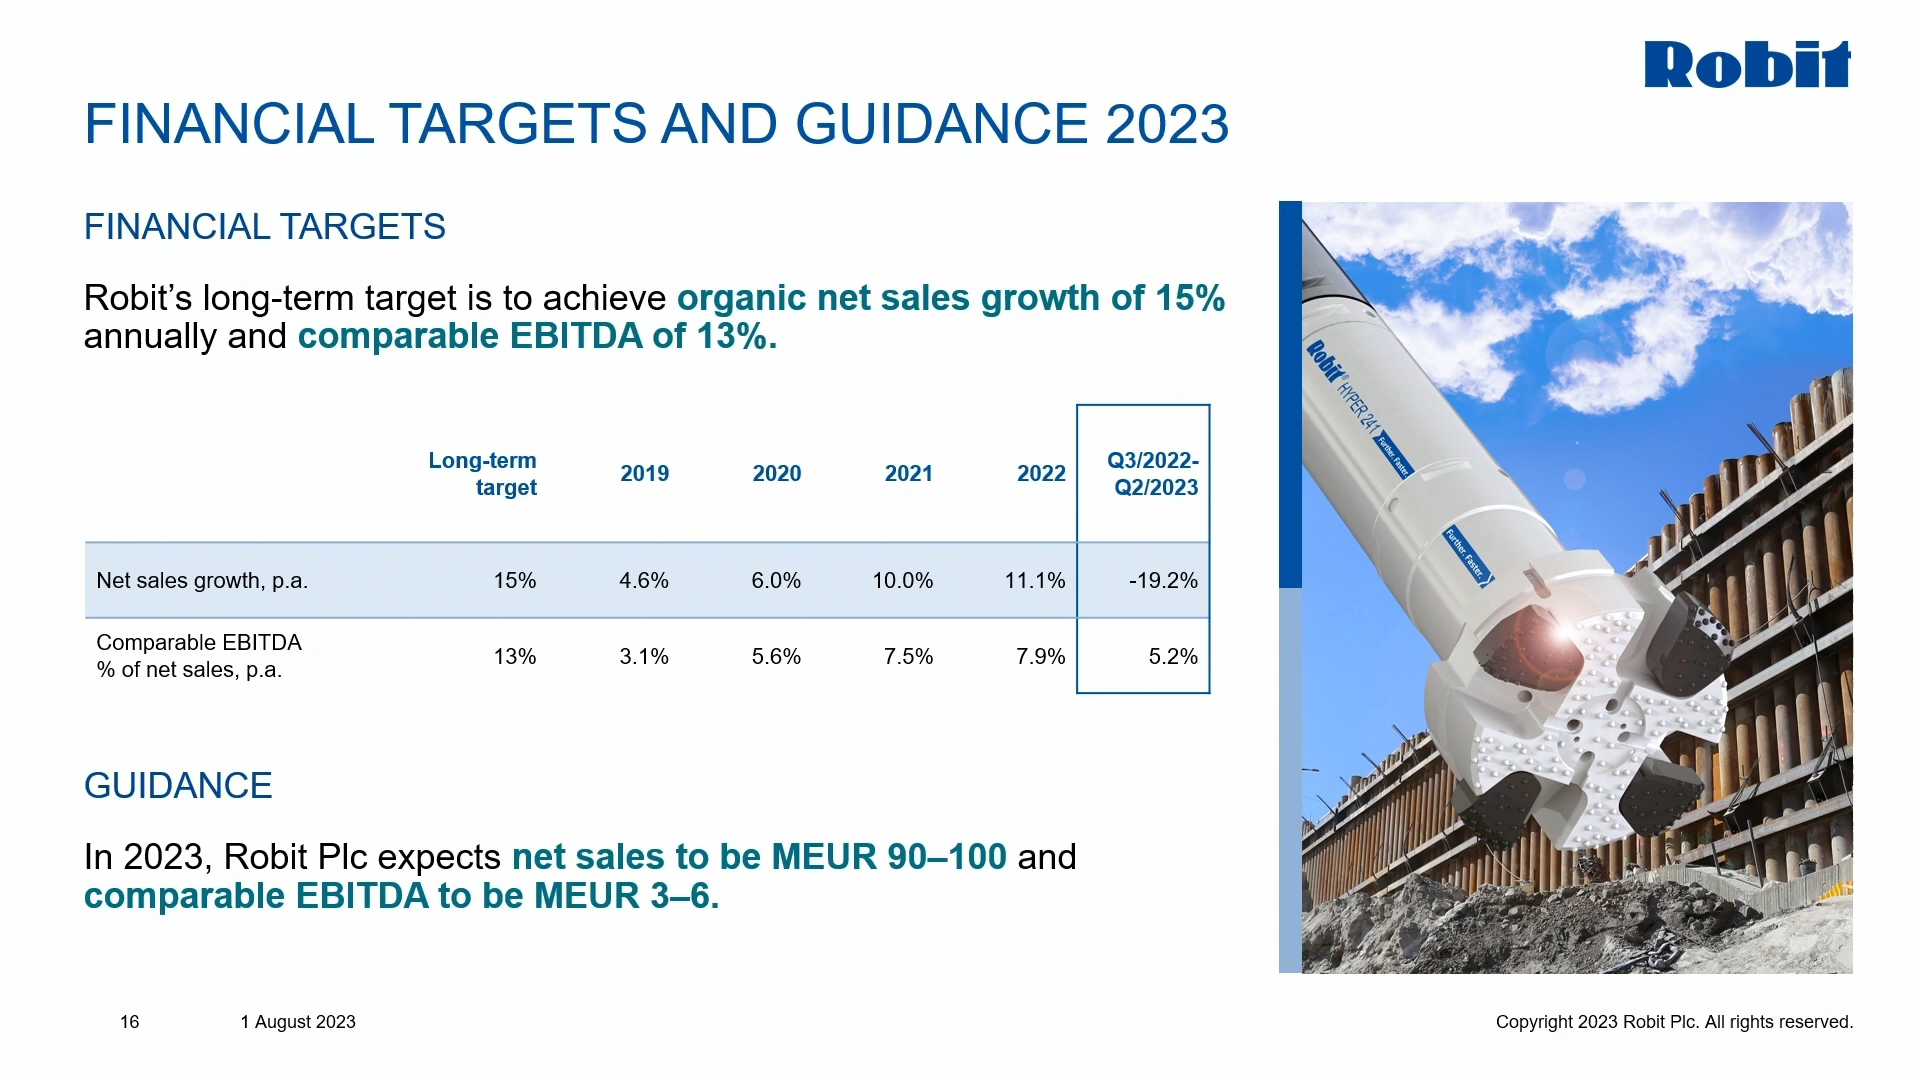 Robit
FINANCIAL TARGETS AND GUIDANCE 2023
FINANCIAL TARGETS
Robit’s long-term target is to achieve organic net sales growth of 15%
annually and comparable EBITDA of 13%.
Long-term target 2019 2020 2021 2022 Q3/2022-Q2/2023
Net sales growth, p.a. 15% 4.6% 6.0% 10.0% 11.1% -19.2%
Comparable EBITDA % of net sales, p.a. 13% 3.1% 5.6% 7.5% 7.9% 5.2%
GUIDANCE
In 2023, Robit Plc expects net sales to be MEUR 90–100 and
comparable EBITDA to be MEUR 3–6.
Robit® HYPER 241 Further. Faster.
Further. Faster.
16 1 August 2023 Copyright 2023 Robit Plc. All rights reserved.